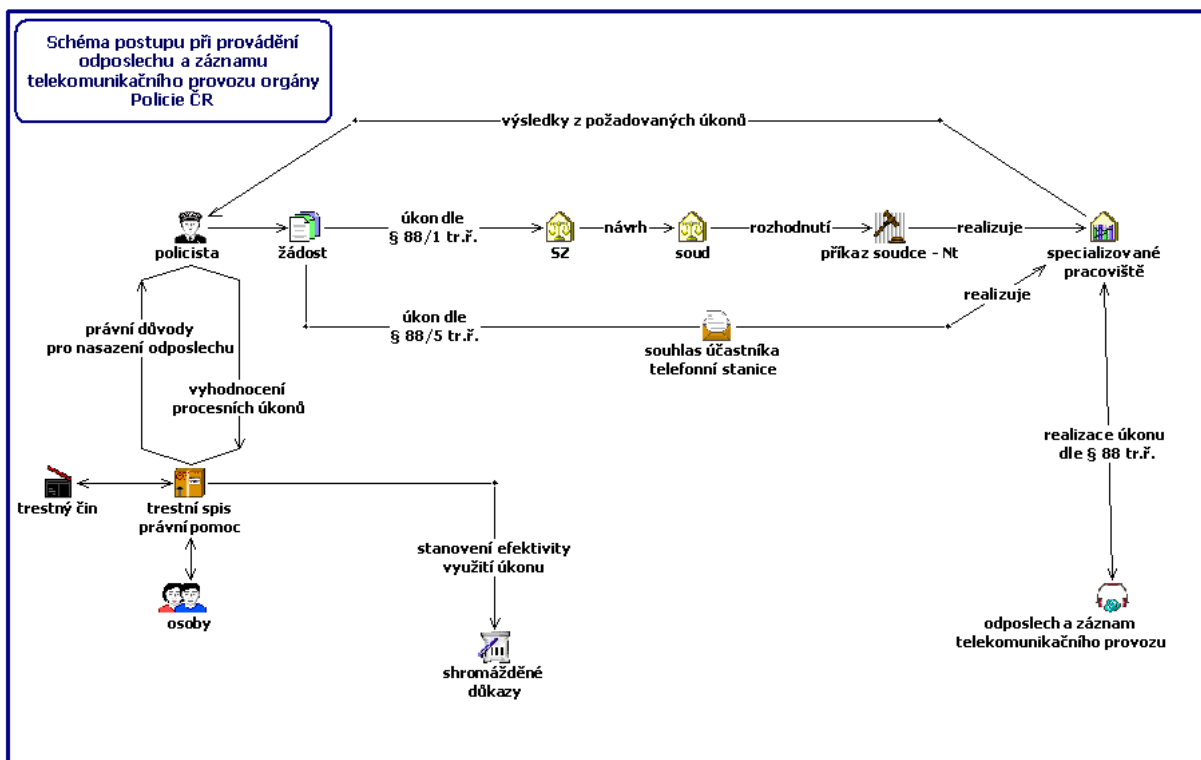 Schéma postupu při provádění
odposlechu a záznamu
telekomunikačního provozu orgány
Policie ČR
výsledky z požadovaných úkonů
policista
žádost
úkon dle
§ 88/1 tr.ř.
SZ
návrh
soud
rozhodnutí
příkaz soudce - Nt
realizuje
specializované
pracoviště
úkon dle
§ 88/5 tr.ř.
souhlas účastníka
telefonní stanice
realizuje
právní důvody
pro nasazení odposlechu
vyhodnocení
procesních úkonů
realizace úkonu
dle § 88 tr.ř.
trestný čin
trestní spis
právní pomoc
stanovení efektivity
využití úkonu
osoby
shromážděné
důkazy
odposlech a záznam
telekomunikačního provozu